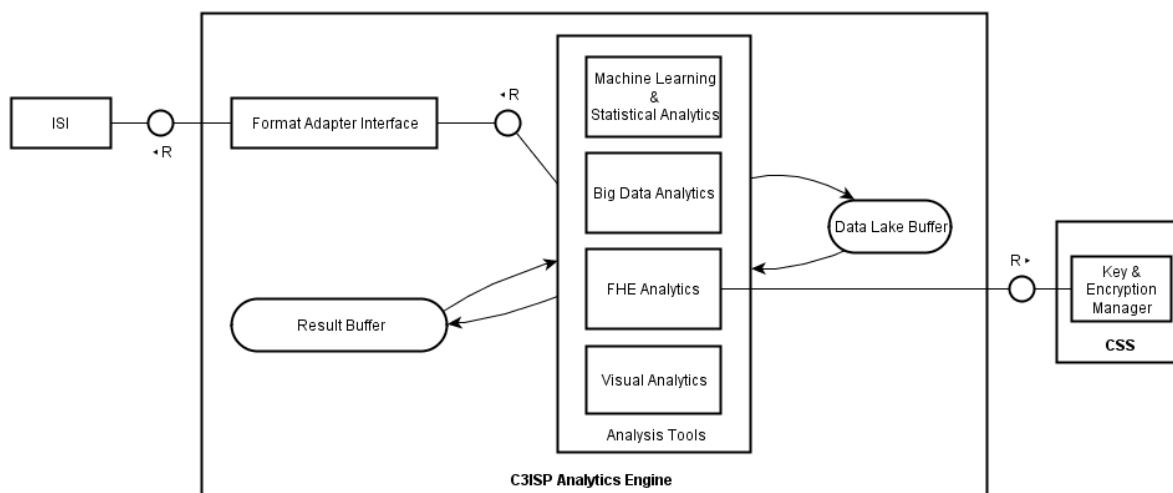 ISI
◂ R
Format Adapter Interface
◂ R
Machine Learning
&
Statistical Analytics
Big Data Analytics
FHE Analytics
Visual Analytics
Analysis Tools
Data Lake Buffer
Result Buffer
R ▸
Key &
Encryption
Manager
CSS
C3ISP Analytics Engine